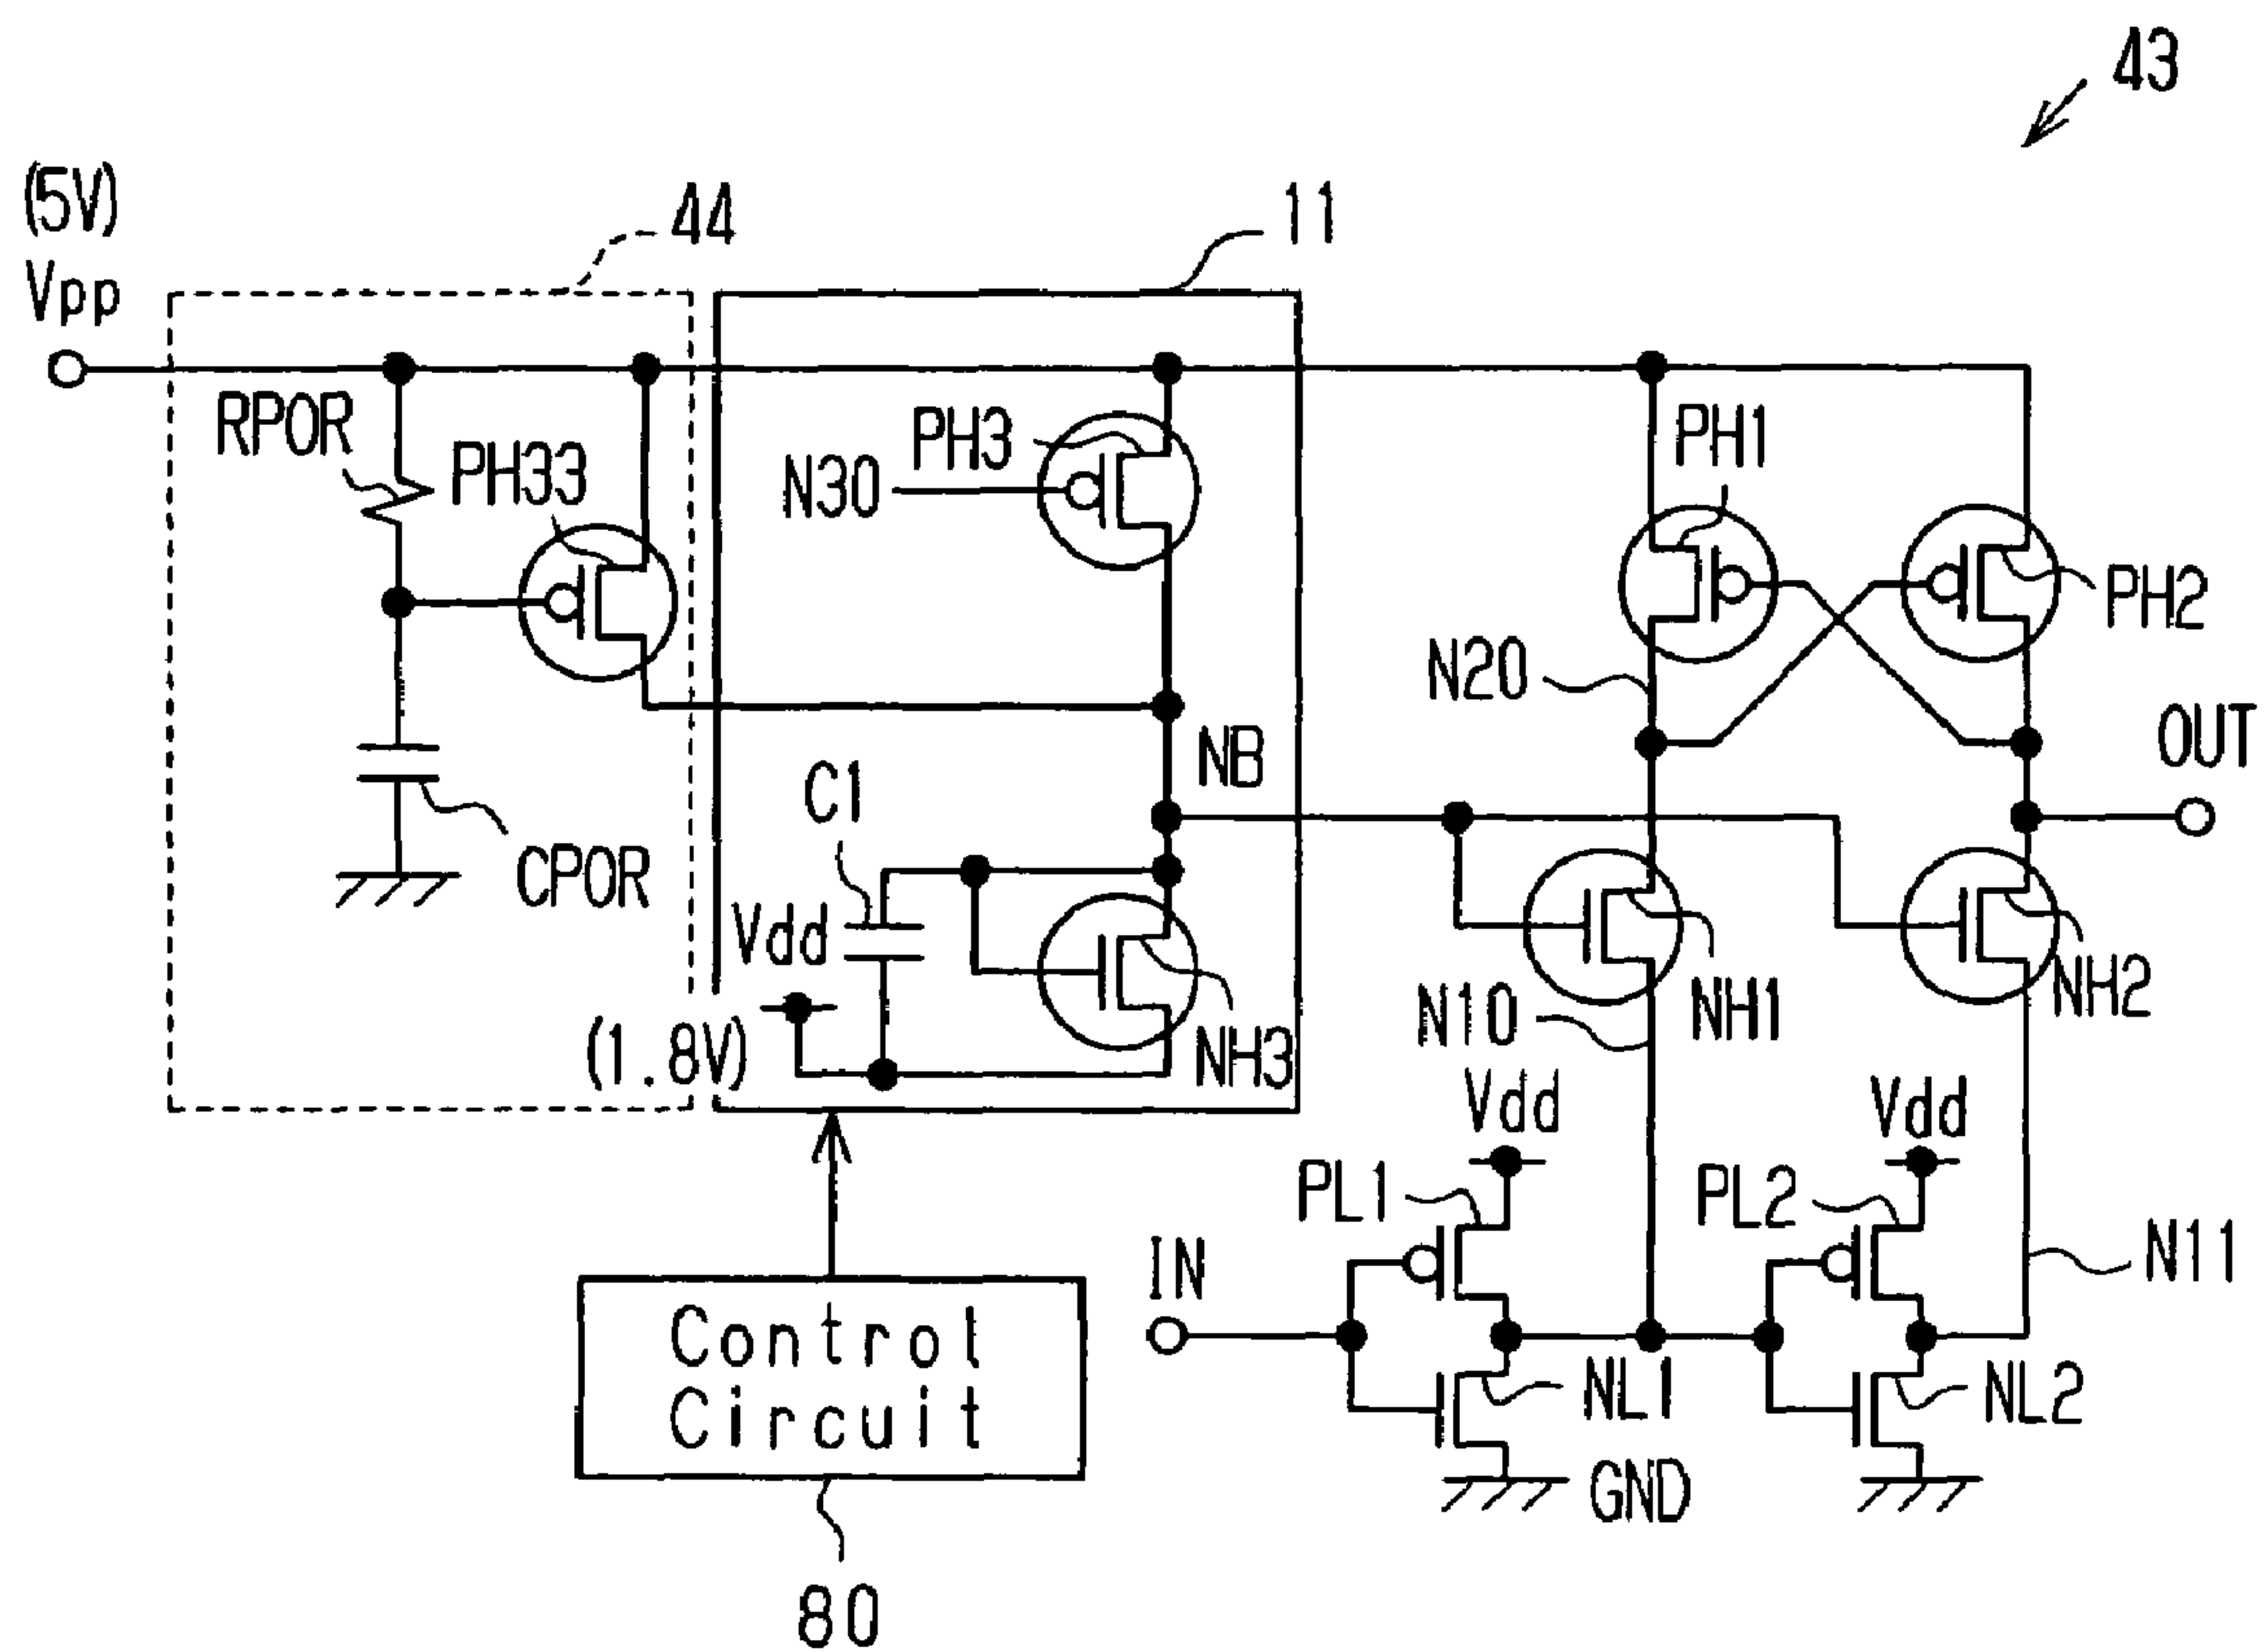 43
(5V)
Vpp
44
11
RPOR
PH33
PH3
N30
PH1
PH2
N20
OUT
NB
C1
CPOR
Vdd
(1.8V)
NH3
N10
NH1
NH2
Vdd
Vdd
PL1
PL2
IN
N11
NL1
NL2
GND
Control
Circuit
80